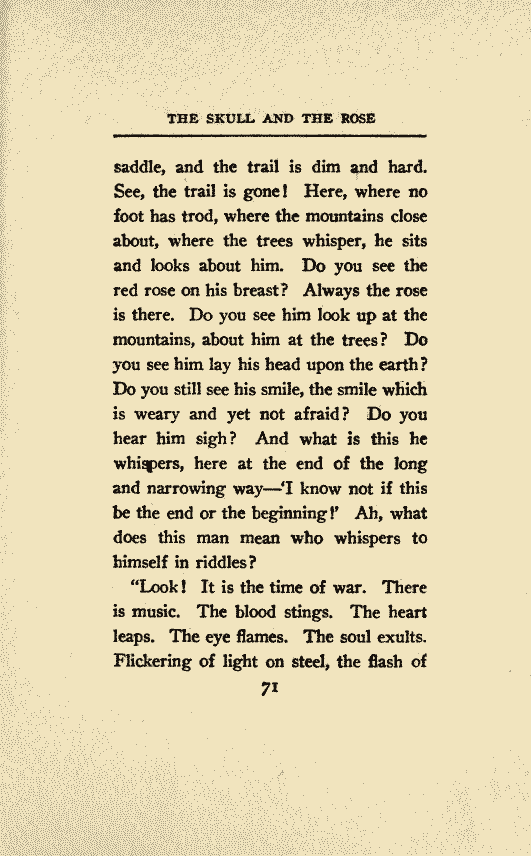 THE SKULL AND THE ROSE
saddle, and the trail is dim and hard.
See, the trail is gone! Here, where no
foot has trod, where the mountains close
about, where the trees whisper, he sits
and looks about him. Do you see the
red rose on his breast? Always the rose
is there. Do you see him look up at the
mountains, about him at the trees? Do
you see him lay his head upon the earth?
Do you still see his smile, the smile which
is weary and yet not afraid? Do you
hear him sigh? And what is this he
whispers, here at the end of the long
and narrowing way—'I know not if this
be the end or the beginning!' Ah, what
does this man mean who whispers to
himself in riddles?
"Look! It is the time of war. There
is music. The blood stings. The heart
leaps. The eye flames. The soul exults.
Flickering of light on steel, the flash of
71